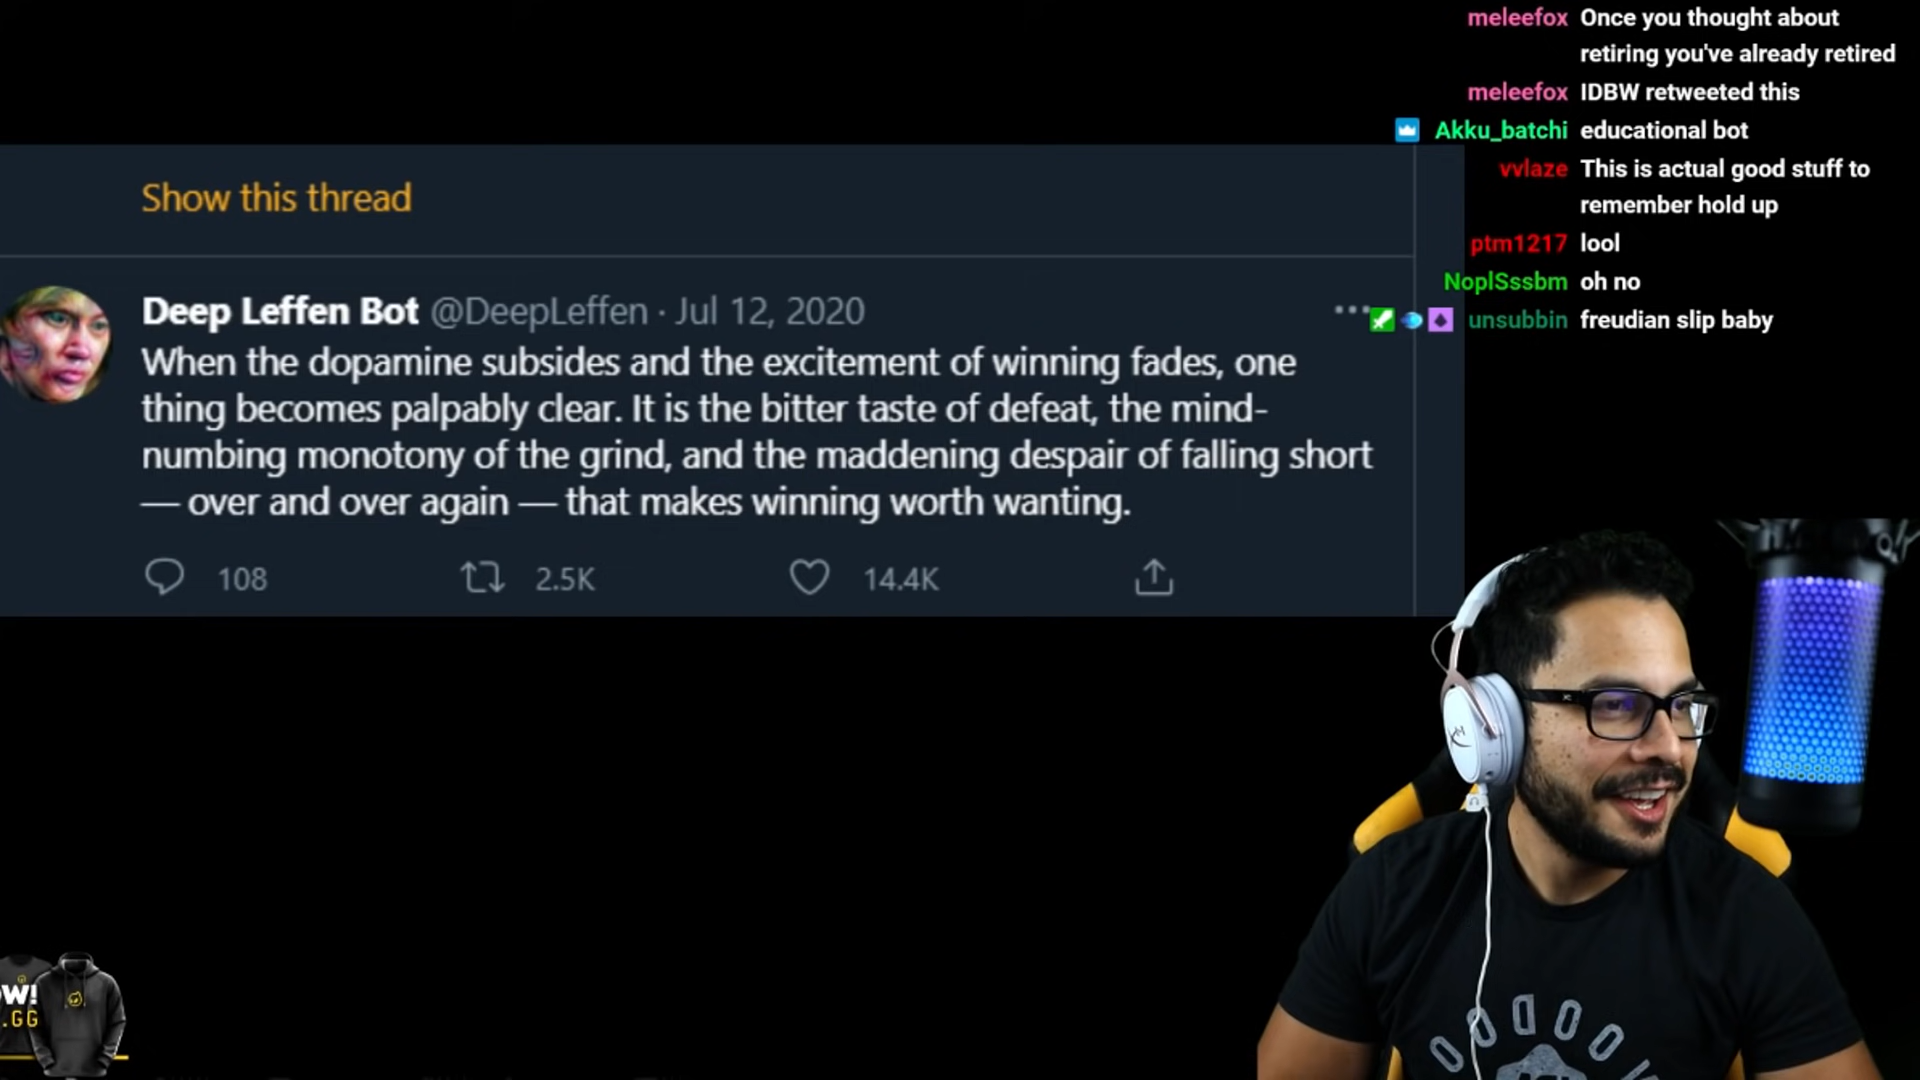 meleefox Once you thought about
retiring you've already retired
meleefox IDBW retweeted this
Akku_batchi educational bot
vvlaze This is actual good stuff to
remember hold up
ptm1217 lool
NoplSssbm oh no
unsubbin freudian slip baby
Show this thread
Deep Leffen Bot @DeepLeffen · Jul 12, 2020
When the dopamine subsides and the excitement of winning fades, one
thing becomes palpably clear. It is the bitter taste of defeat, the mind-
numbing monotony of the grind, and the maddening despair of falling short
— over and over again — that makes winning worth wanting.
108 2.5K 14.4K
OW!
.GG